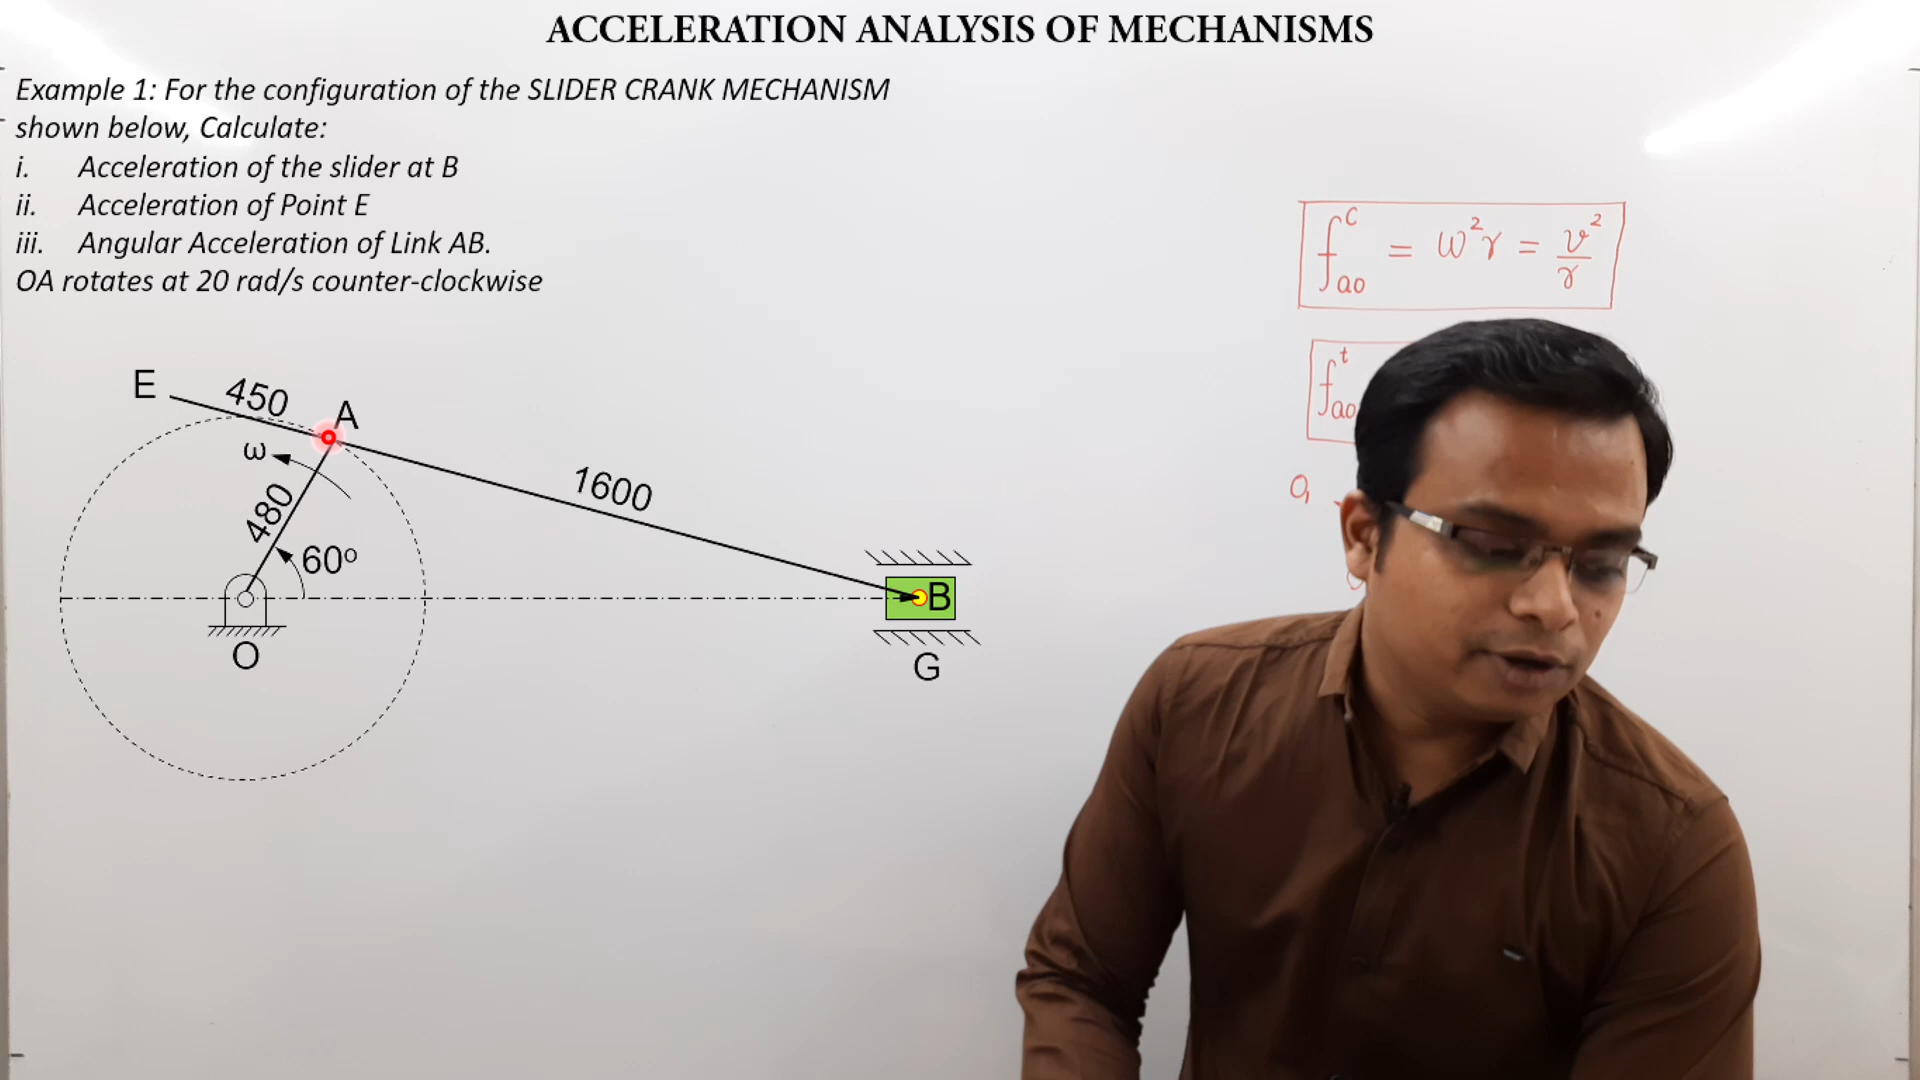 ACCELERATION ANALYSIS OF MECHANISMS
Example 1: For the configuration of the SLIDER CRANK MECHANISM
shown below, Calculate:
i. Acceleration of the slider at B
ii. Acceleration of Point E
iii. Angular Acceleration of Link AB.
OA rotates at 20 rad/s counter-clockwise
f^c_ao = ω²r = v²/r
f^t_ao
E
450
A
ω
480
60°
1600
B
O
G